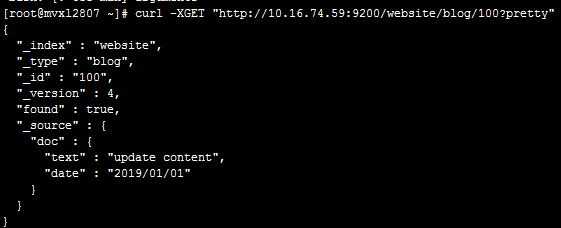 [root@mvxl2807 ~]# curl -XGET "http://10.16.74.59:9200/website/blog/100?pretty"
{
  "_index" : "website",
  "_type" : "blog",
  "_id" : "100",
  "_version" : 4,
  "found" : true,
  "_source" : {
    "doc" : {
      "text" : "update content",
      "date" : "2019/01/01"
    }
  }
}